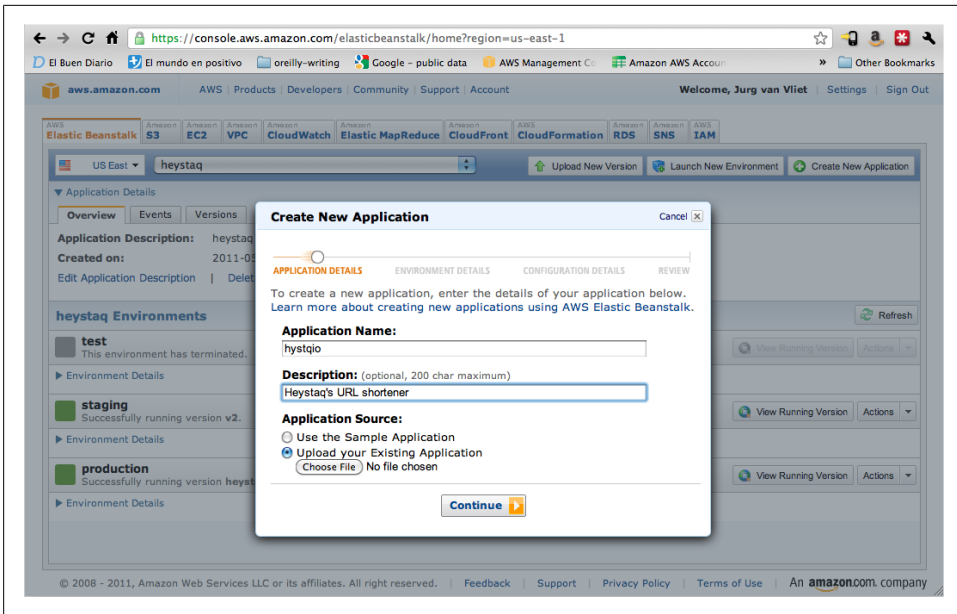 https://console.aws.amazon.com/elasticbeanstalk/home?region=us-east-1
El Buen Diario El mundo en positivo oreilly-writing Google – public data AWS Management Co Amazon AWS Accoun » Other Bookmarks
aws.amazon.com AWS | Products | Developers | Community | Support | Account Welcome, Jurg van Vliet | Settings | Sign Out
AWS Amazon Amazon Amazon Amazon Amazon Amazon AWS Amazon Amazon AWS
Elastic Beanstalk S3 EC2 VPC CloudWatch Elastic MapReduce CloudFront CloudFormation RDS SNS IAM
US East heystaq Upload New Version Launch New Environment Create New Application
Application Details
Overview Events Versions
Create New Application Cancel
Application Description: heystaq
Created on: 2011-05
Edit Application Description | Delet
APPLICATION DETAILS ENVIRONMENT DETAILS CONFIGURATION DETAILS REVIEW
To create a new application, enter the details of your application below.
Learn more about creating new applications using AWS Elastic Beanstalk.
heystaq Environments Refresh
Application Name:
hystqio
test
This environment has terminated. View Running Version Actions
Environment Details
Description: (optional, 200 char maximum)
Heystaq's URL shortener
staging
Successfully running version v2. View Running Version Actions
Environment Details
Application Source:
Use the Sample Application
Upload your Existing Application
Choose File No file chosen
production
Successfully running version heyst View Running Version Actions
Environment Details
Continue
© 2008 - 2011, Amazon Web Services LLC or its affiliates. All right reserved. | Feedback | Support | Privacy Policy | Terms of Use | An amazon.com. company